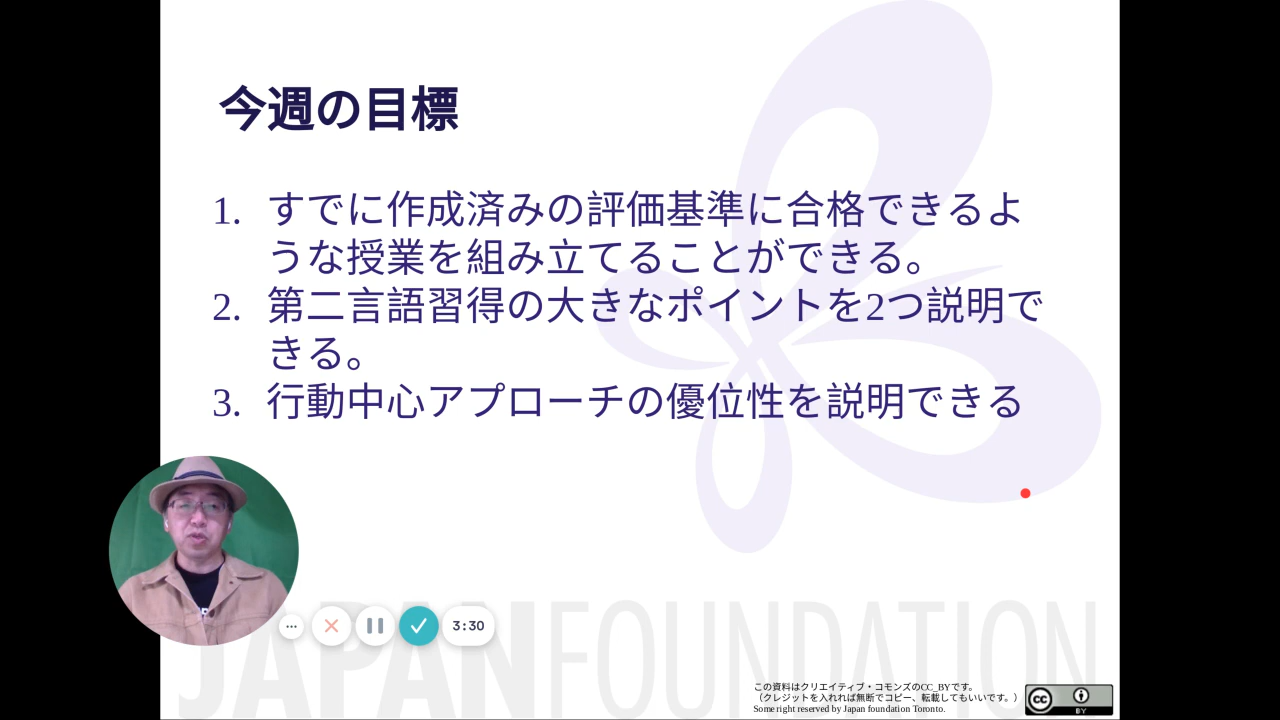 今週の目標
1. すでに作成済みの評価基準に合格できるよ
うな授業を組み立てることができる。
2. 第二言語習得の大きなポイントを2つ説明で
きる。
3. 行動中心アプローチの優位性を説明できる
3:30
JAPANFOUNDATION
この資料はクリエイティブ・コモンズのCC_BYです。
（クレジットを入れれば無断でコピー、転載してもいいです。）
Some right reserved by Japan foundation Toronto.
cc
BY